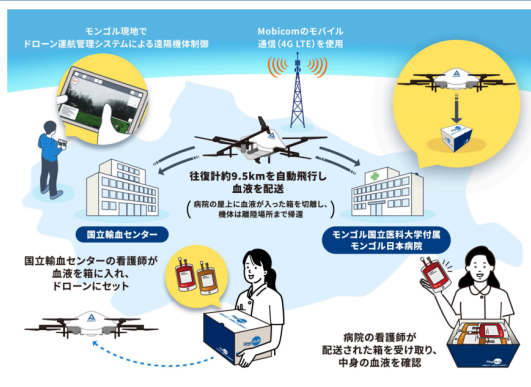 モンゴル現地で
ドローン運航管理システムによる遠隔機体制御
Mobicomのモバイル
通信(4G LTE)を使用
往復計約9.5kmを自動飛行し
血液を配送
(病院の屋上に血液が入った箱を切離し、
機体は離陸場所まで帰還)
国立輸血センター
モンゴル国立医科大学付属
モンゴル日本病院
国立輸血センターの看護師が
血液を箱に入れ、
ドローンにセット
病院の看護師が
配送された箱を受け取り、
中身の血液を確認